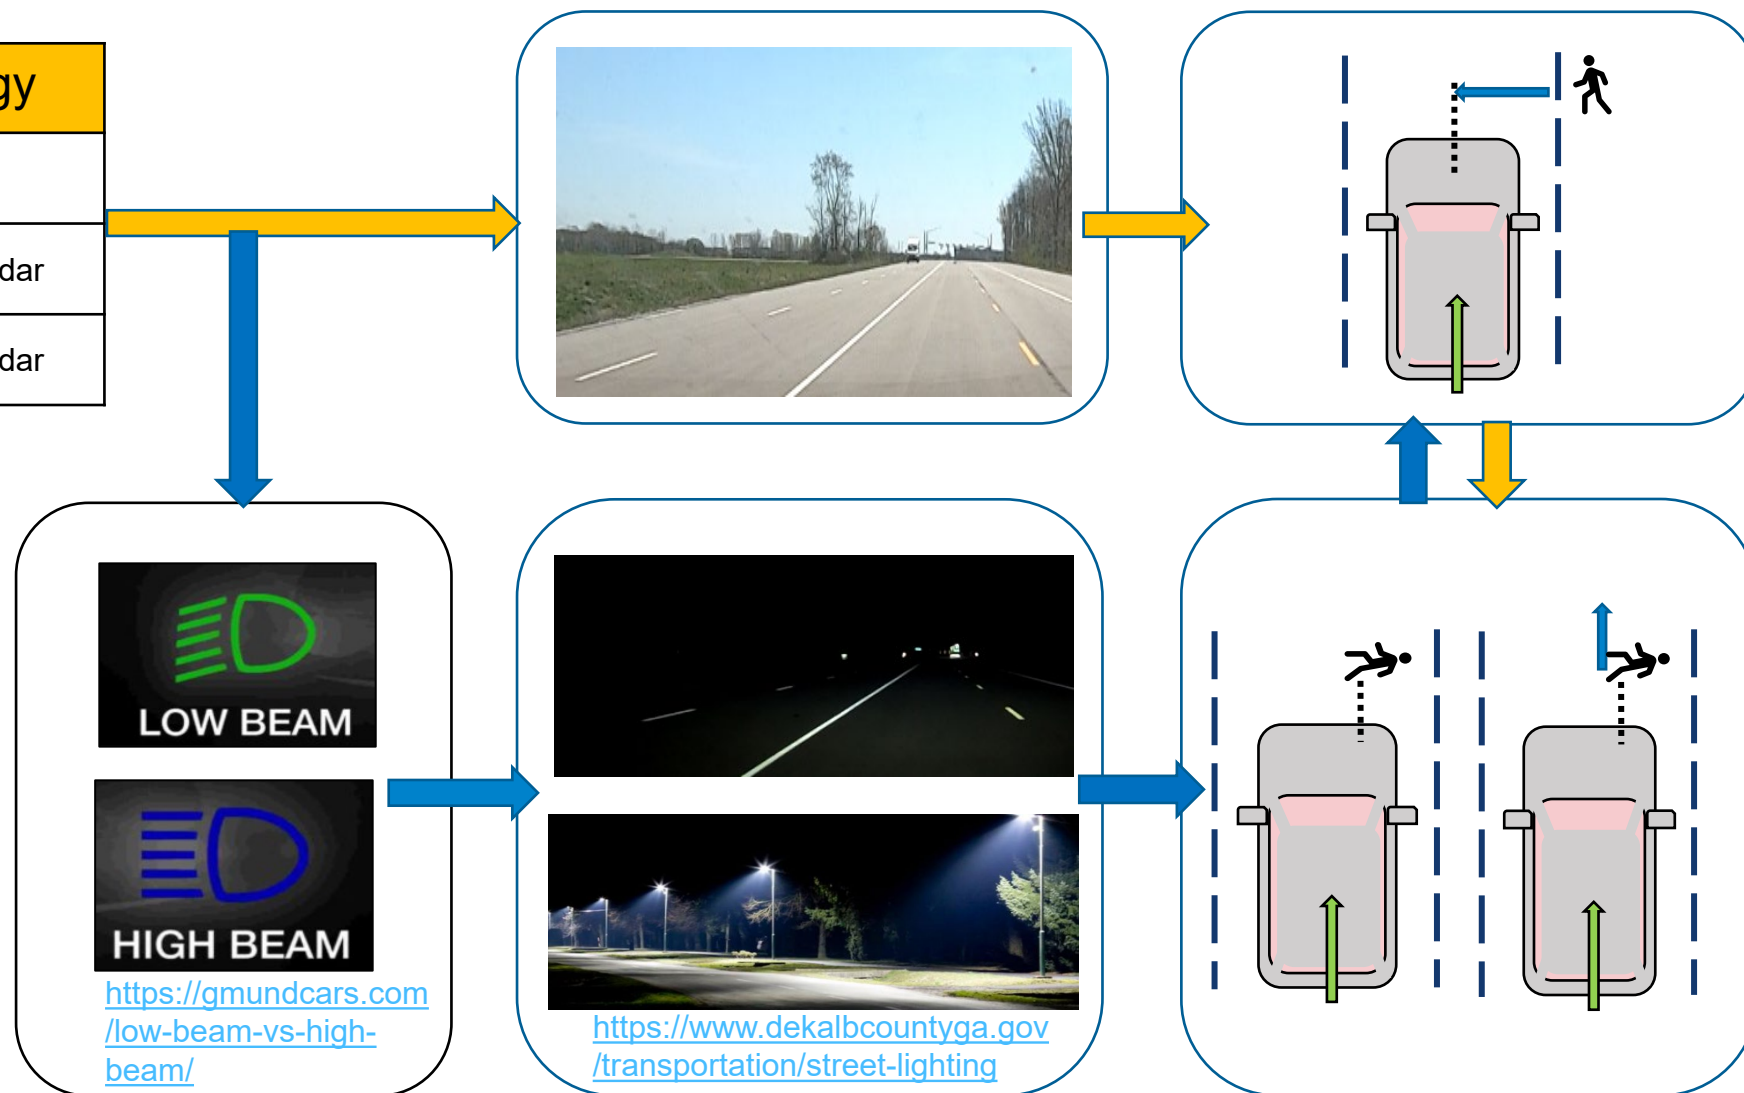 gy
dar
dar
LOW BEAM
HIGH BEAM
https://gmundcars.com
/low-beam-vs-high-
beam/
https://www.dekalbcountyga.gov
/transportation/street-lighting